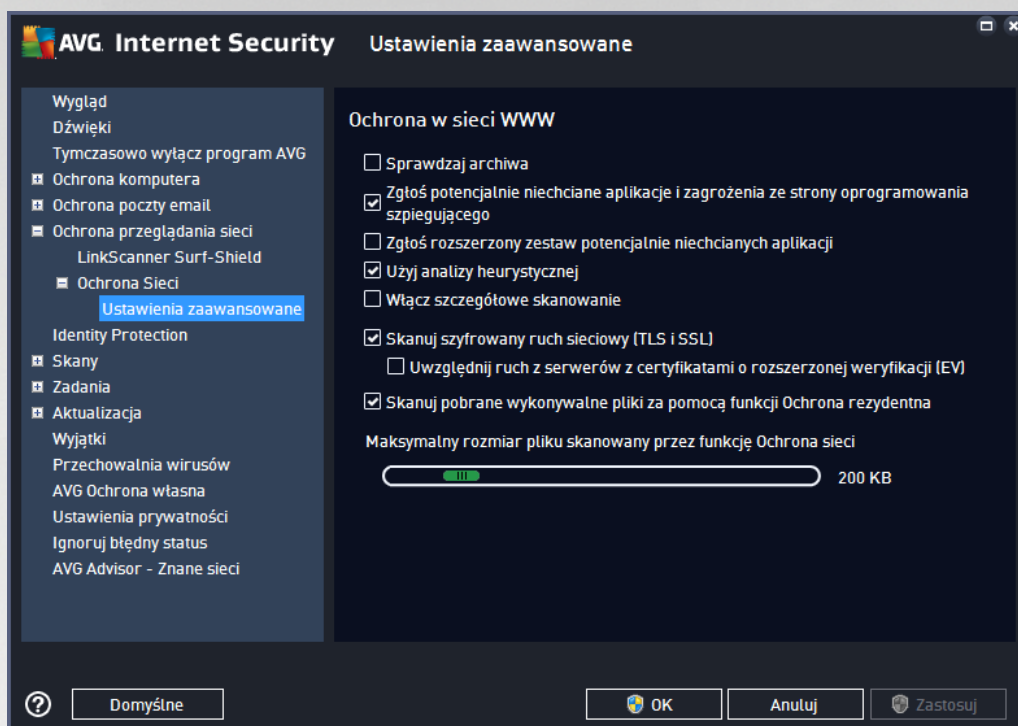 AVG. Internet Security Ustawienia zaawansowane
Wygląd
Dźwięki
Tymczasowo wyłącz program AVG
Ochrona komputera
Ochrona poczty email
Ochrona przeglądania sieci
LinkScanner Surf-Shield
Ochrona Sieci
Ustawienia zaawansowane
Identity Protection
Skany
Zadania
Aktualizacja
Wyjątki
Przechowalnia wirusów
AVG Ochrona własna
Ustawienia prywatności
Ignoruj błędny status
AVG Advisor - Znane sieci
Ochrona w sieci WWW
Sprawdzaj archiwa
Zgłoś potencjalnie niechciane aplikacje i zagrożenia ze strony oprogramowania
szpiegującego
Zgłoś rozszerzony zestaw potencjalnie niechcianych aplikacji
Użyj analizy heurystycznej
Włącz szczegółowe skanowanie
Skanuj szyfrowany ruch sieciowy (TLS i SSL)
Uwzględnij ruch z serwerów z certyfikatami o rozszerzonej weryfikacji (EV)
Skanuj pobrane wykonywalne pliki za pomocą funkcji Ochrona rezydentna
Maksymalny rozmiar pliku skanowany przez funkcję Ochrona sieci
200 KB
Domyślne
OK
Anuluj
Zastosuj